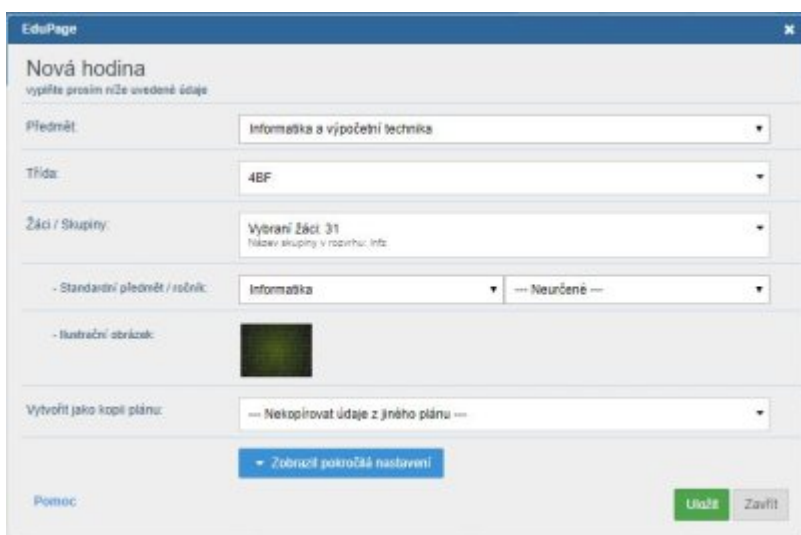 EduPage
Nová hodina
vyplňte prosím níže uvedené údaje
Předmět: Informatika a výpočetní technika
Třída: 4BF
Žáci / Skupiny: Vybraní žáci: 31
Název skupiny v rozvrhu:
- Standardní předmět / ročník: Informatika --- Neurčené ---
- Ilustrační obrázek:
Vytvořit jako kopii plánu: --- Nekopírovat údaje z jiného plánu ---
Zobrazit pokročilá nastavení
Pomoc Uložit Zavřít